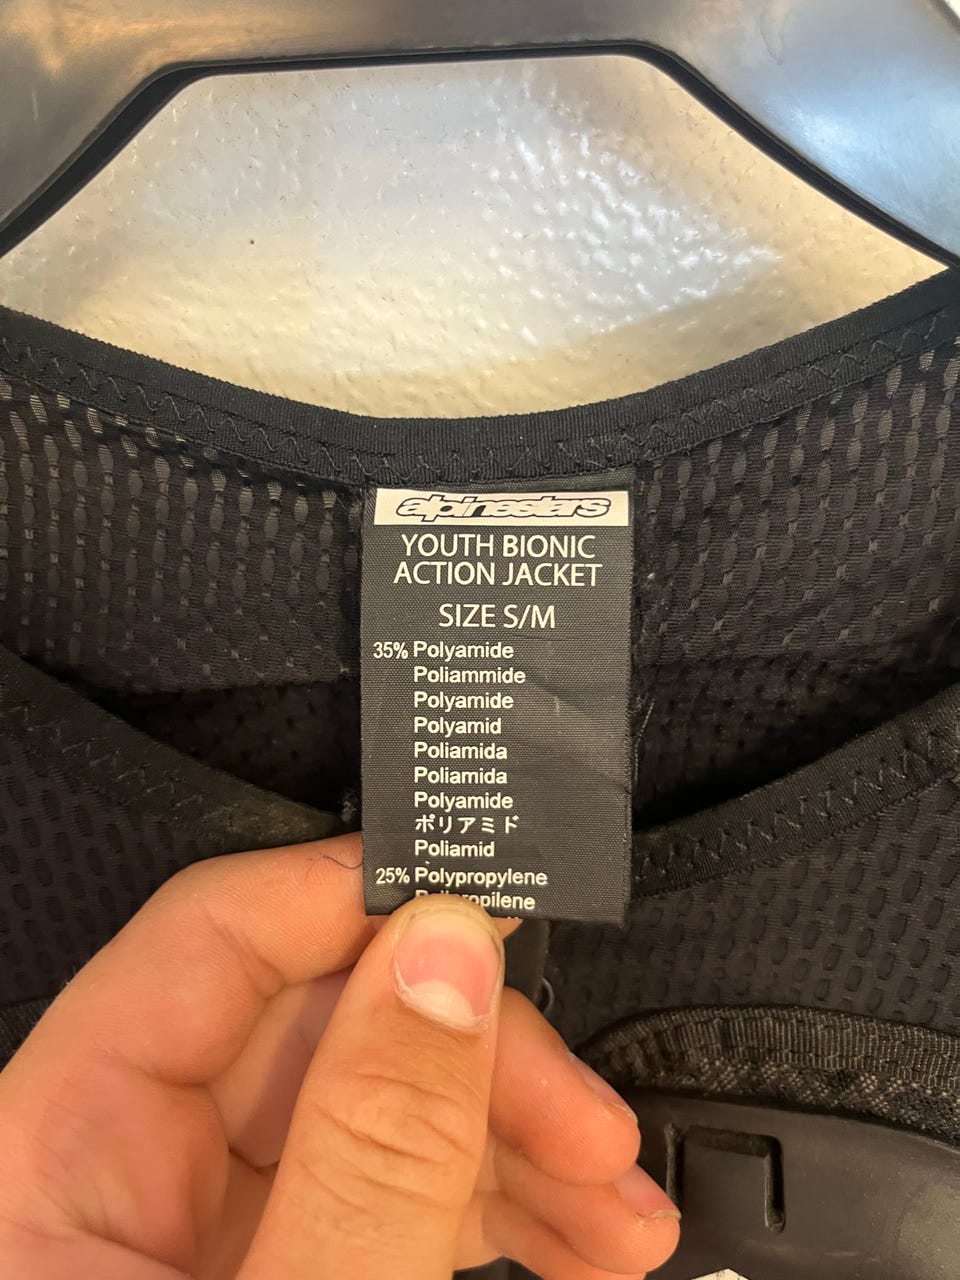 alpinestars
YOUTH BIONIC
ACTION JACKET
SIZE S/M
35% Polyamide
Poliammide
Polyamide
Polyamid
Poliamida
Poliamida
Polyamide
ポリアミド
Poliamid
25% Polypropylene